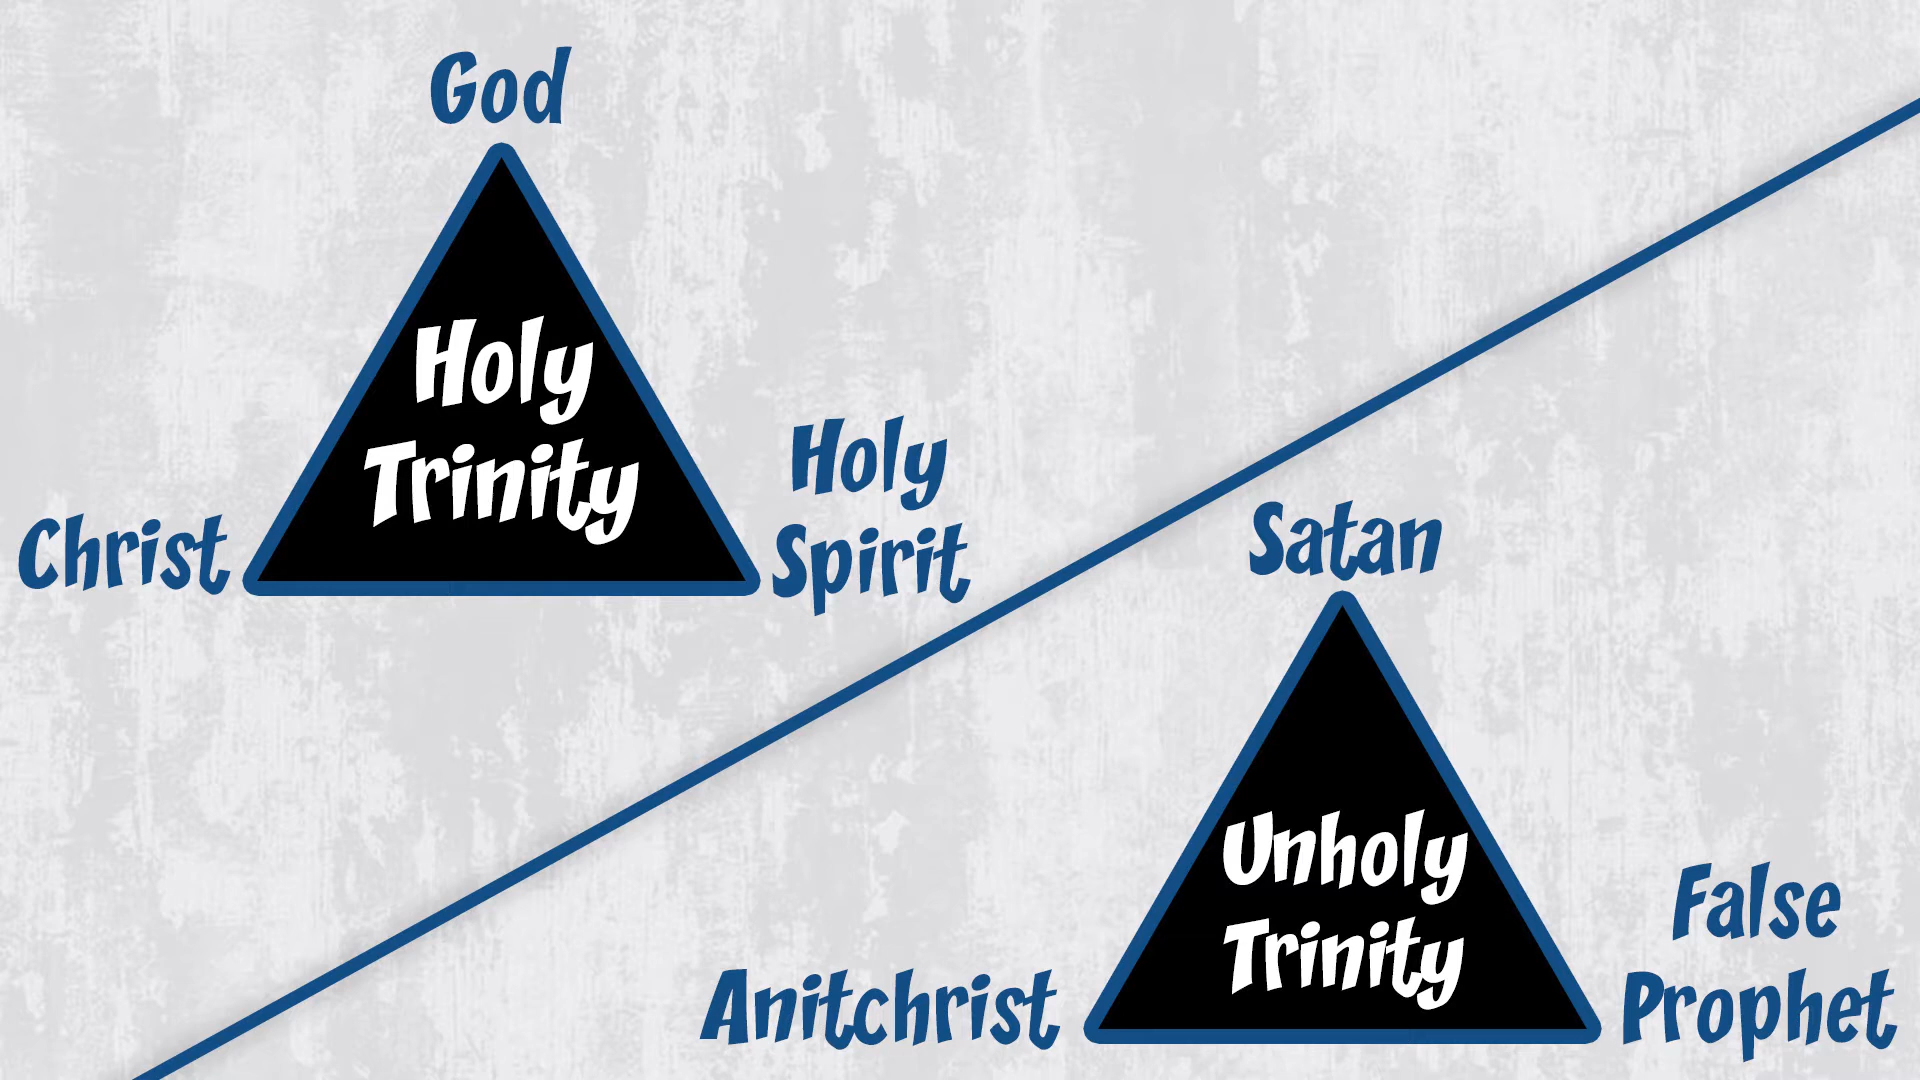 God
Holy
Trinity
Christ
Holy
Spirit
Satan
Unholy
Trinity
Anitchrist
False
Prophet